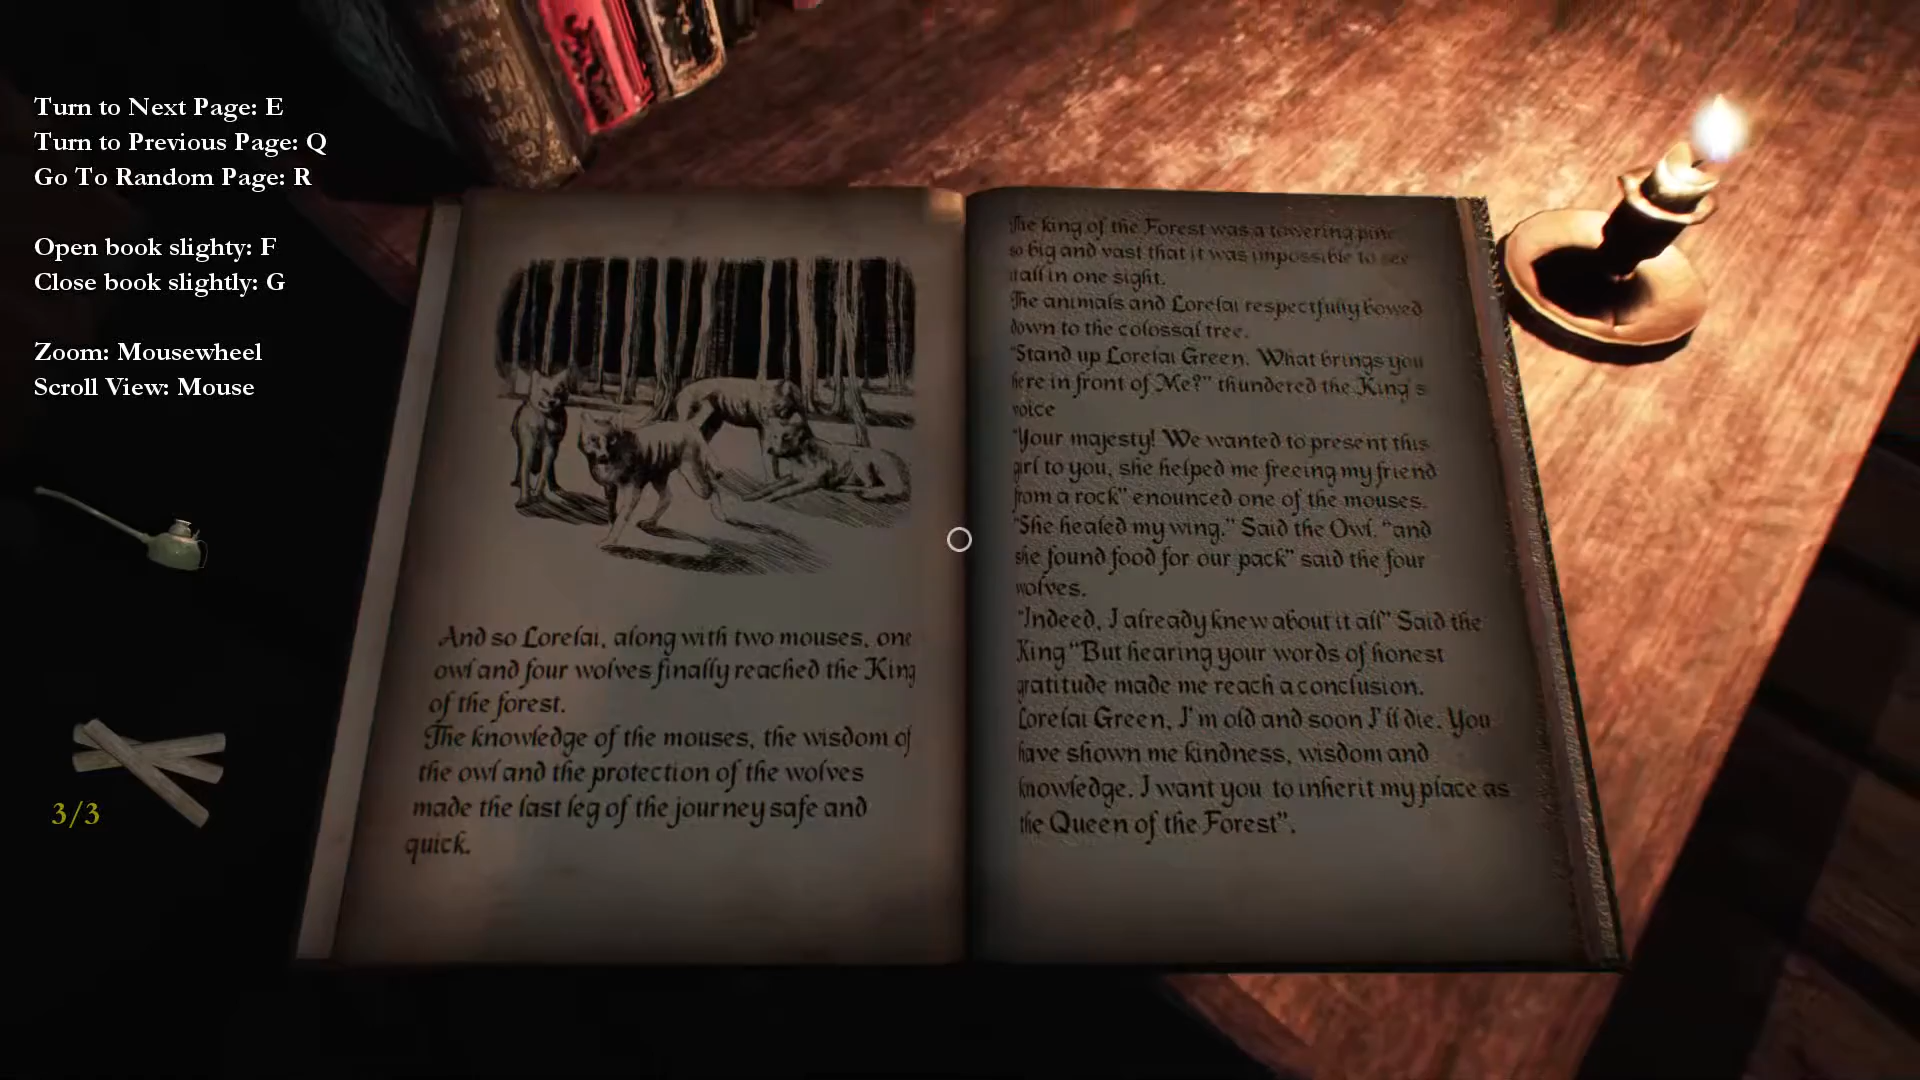 Turn to Next Page: E
Turn to Previous Page: Q
Go To Random Page: R
Open book slighty: F
Close book slightly: G
Zoom: Mousewheel
Scroll View: Mouse
3/3
And so Lorelai, along with two mouses, one
owl and four wolves finally reached the King
of the forest.
The knowledge of the mouses, the wisdom of
the owl and the protection of the wolves
made the last leg of the journey safe and
quick.
The king of the Forest was a towering pine
so big and vast that it was impossible to see
it all in one sight.
The animals and Lorelai respectfully bowed
down to the colossal tree.
"Stand up Lorelai Green. What brings you
here in front of Me?" thundered the King's
voice
"Your majesty! We wanted to present this
girl to you, she helped me freeing my friend
from a rock" enounced one of the mouses.
"She healed my wing." Said the Owl. "and
she found food for our pack" said the four
wolves.
"Indeed, I already knew about it all" Said the
King "But hearing your words of honest
gratitude made me reach a conclusion.
Lorelai Green, I'm old and soon I'll die. You
have shown me kindness, wisdom and
knowledge. I want you to inherit my place as
the Queen of the Forest".